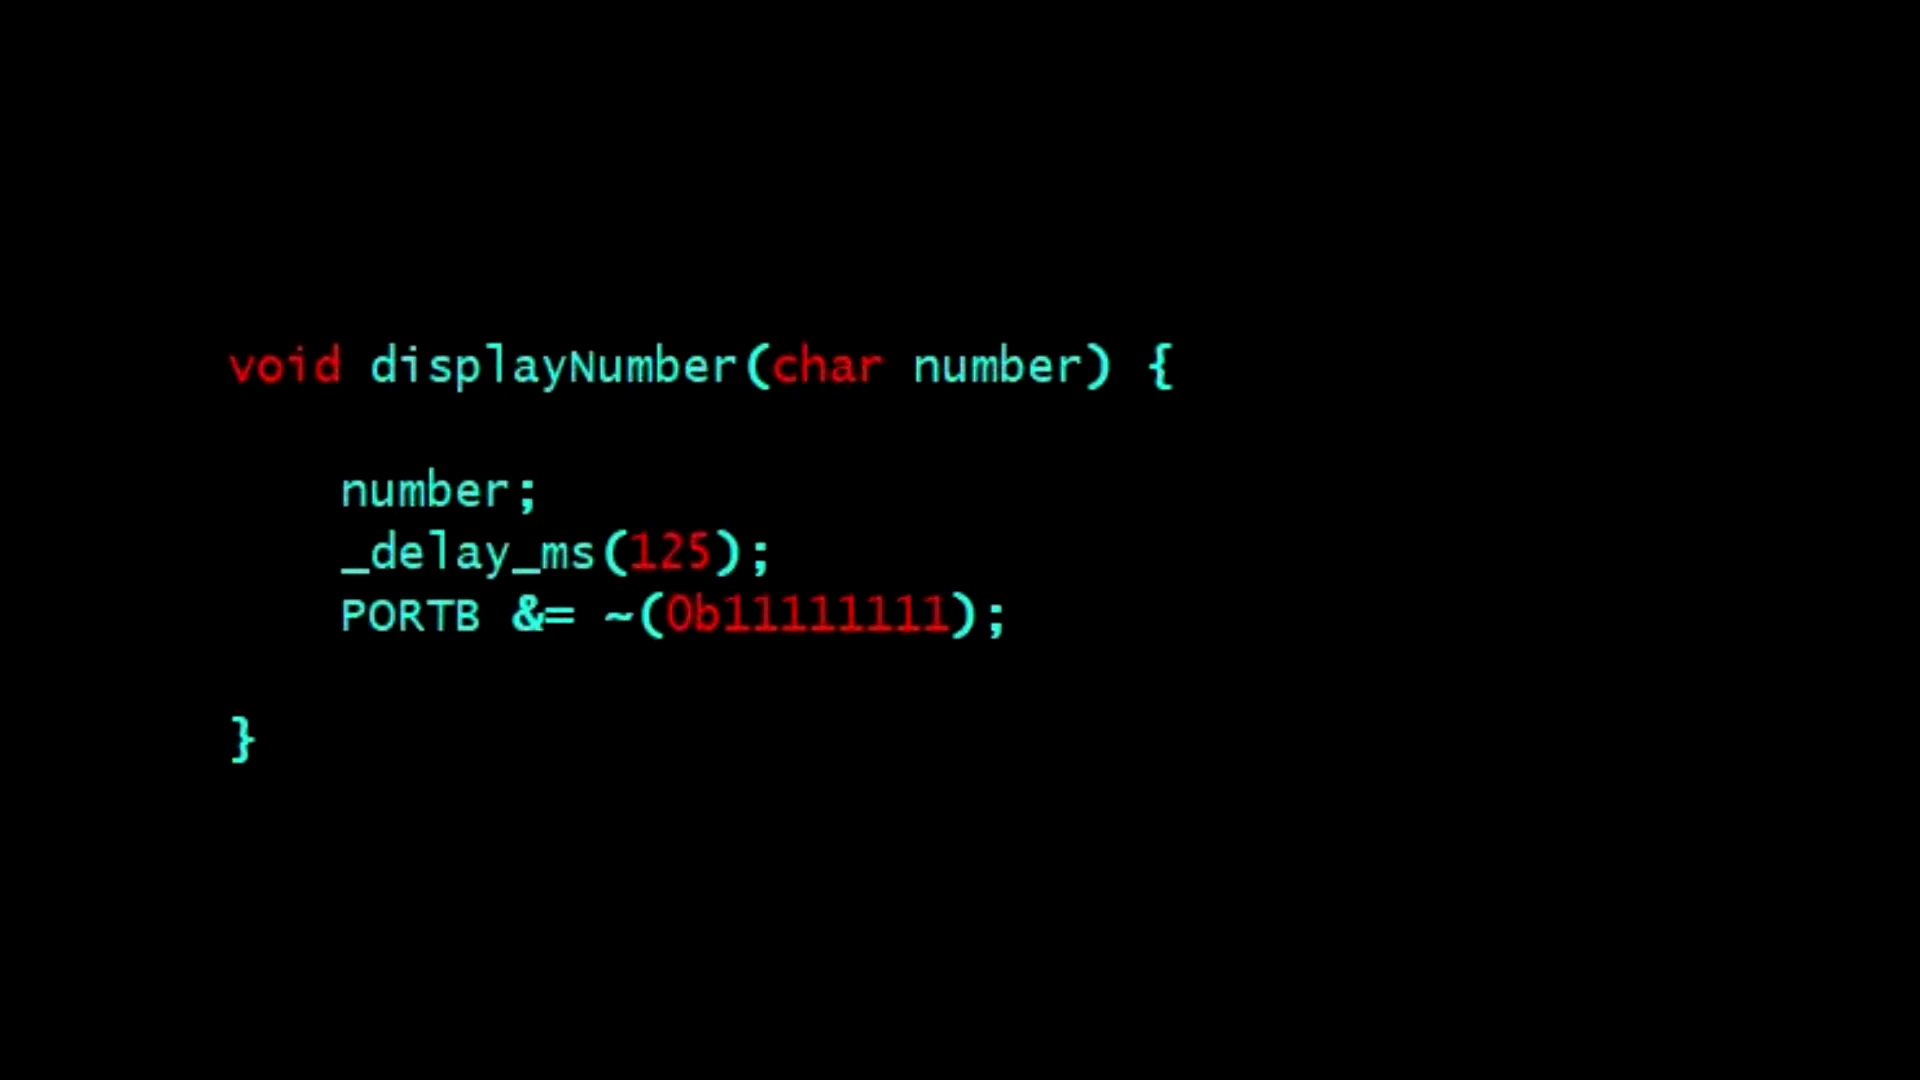 void displayNumber(char number) {
number;
_delay_ms(125);
PORTB &= ~(0b11111111);
}